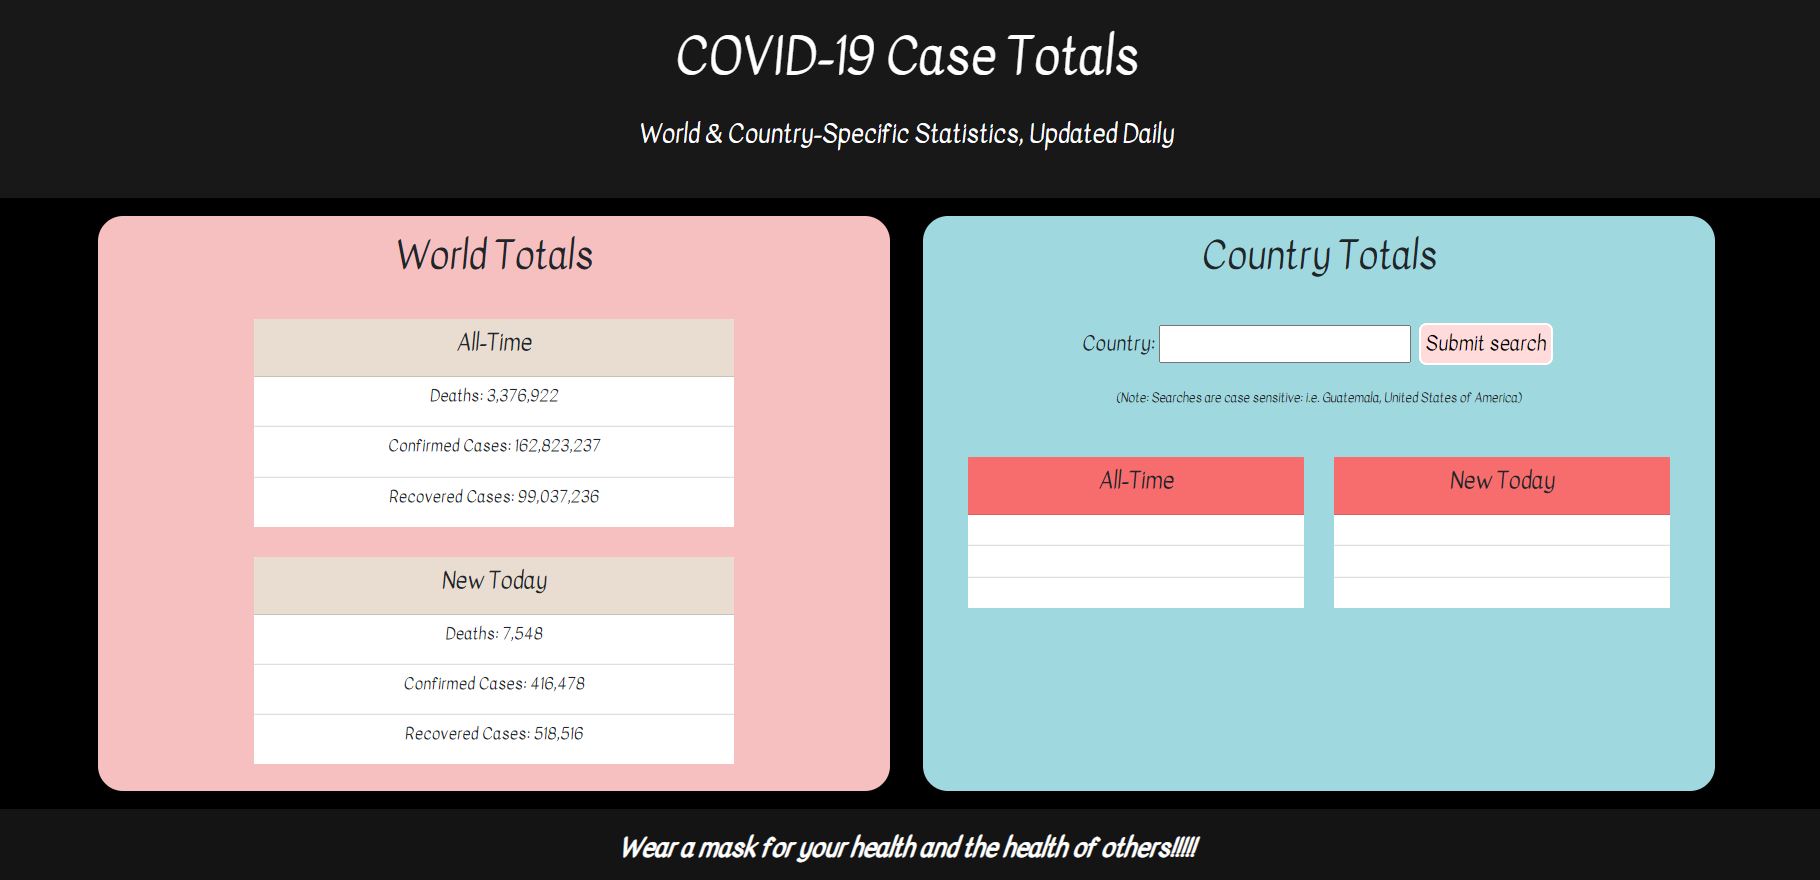 COVID-19 Case Totals
World & Country-Specific Statistics, Updated Daily
World Totals
All-Time
Deaths: 3,376,922
Confirmed Cases: 162,823,237
Recovered Cases: 99,037,236
New Today
Deaths: 7,548
Confirmed Cases: 416,478
Recovered Cases: 518,516
Country Totals
Country: Submit search
(Note: Searches are case sensitive: i.e. Guatemala, United States of America)
All-Time
New Today
Wear a mask for your health and the health of others!!!!!